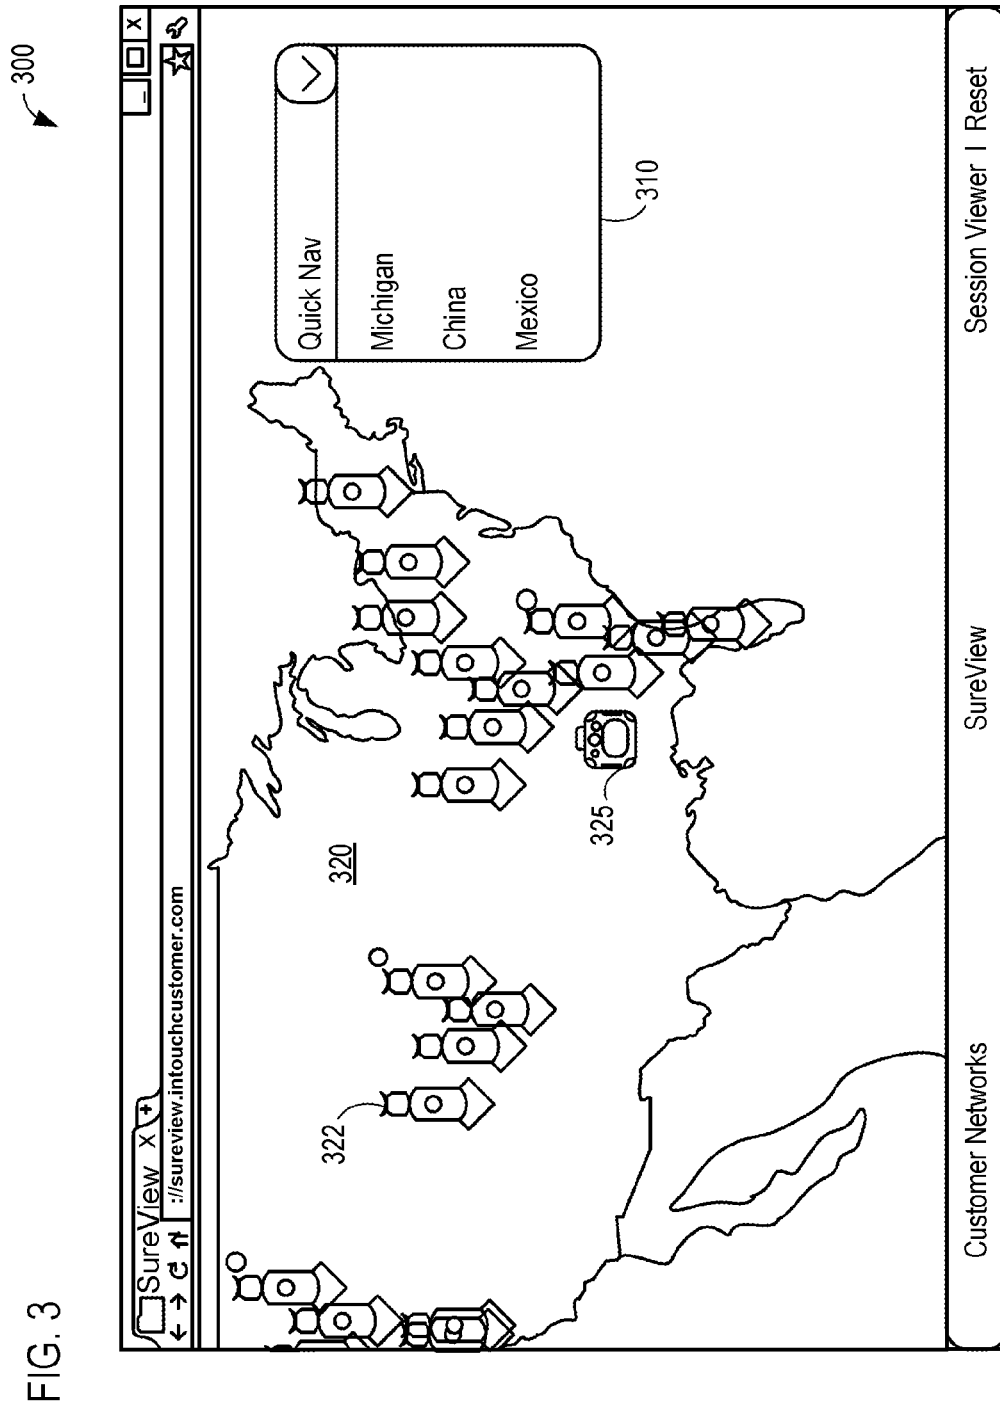 FIG. 3
300
SureView X +
_ X
://sureview.intouchcustomer.com
Quick Nav
Michigan
China
Mexico
310
320
322
325
Customer Networks
SureView
Session Viewer | Reset